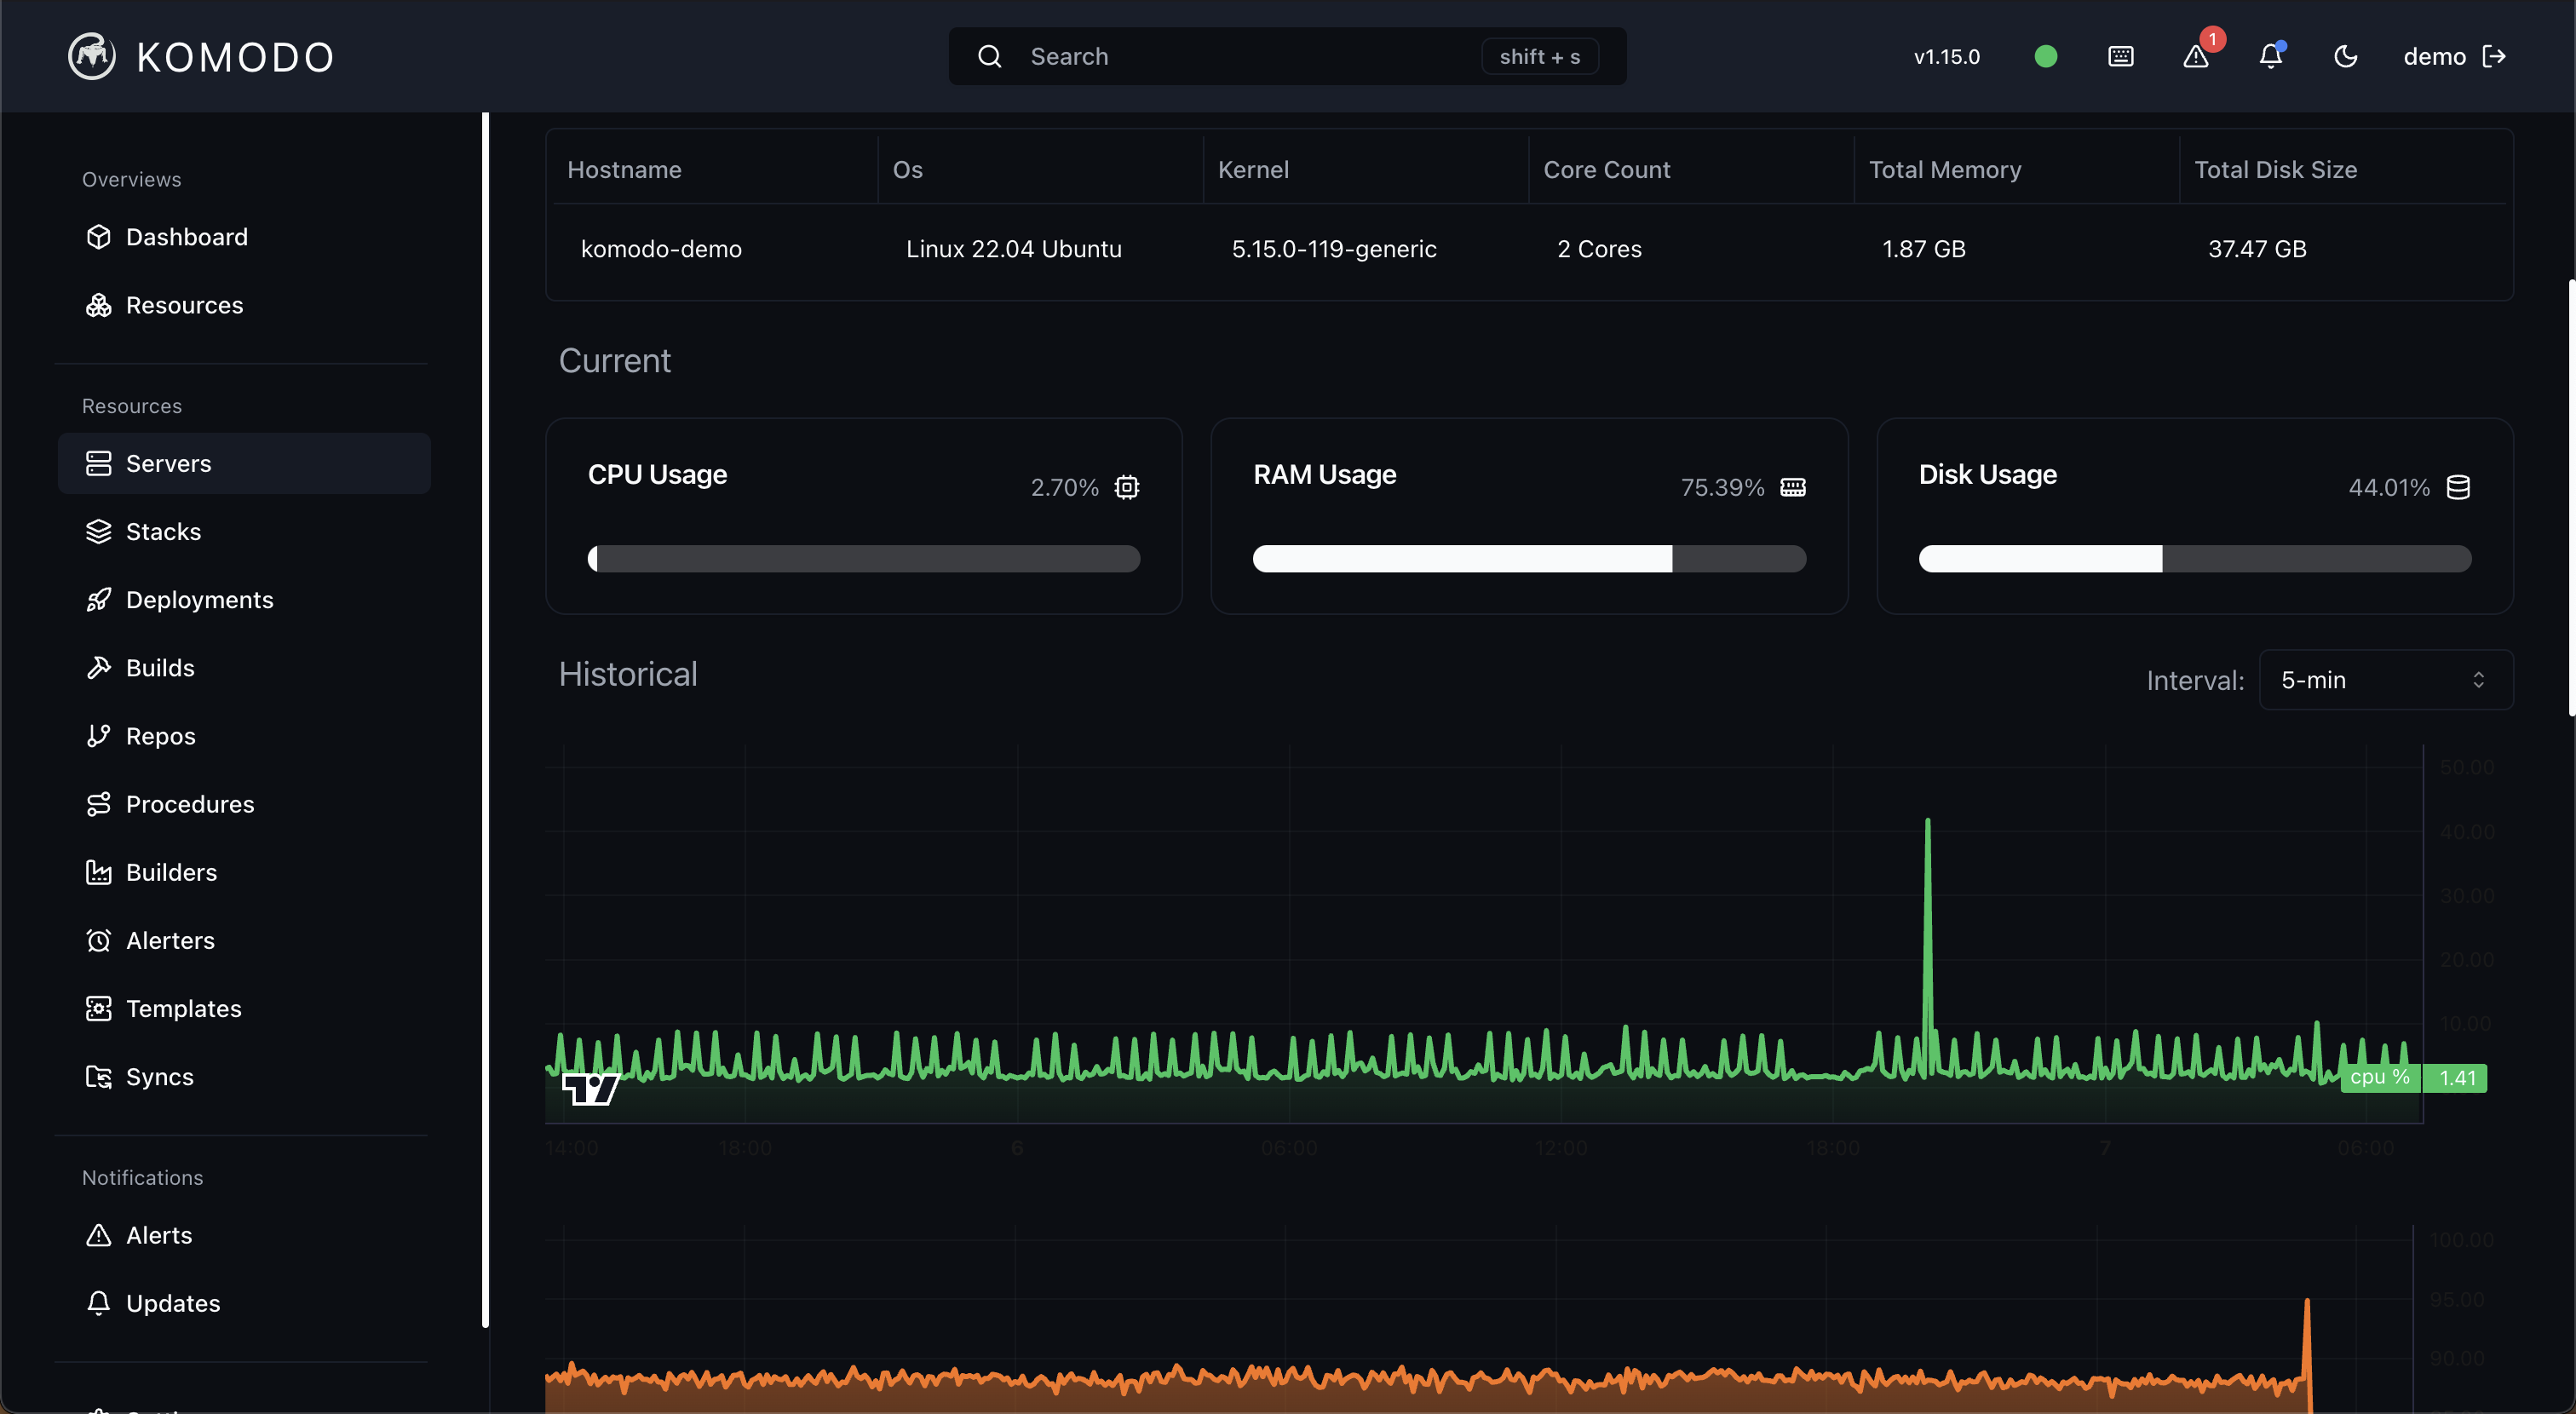 KOMODO
Search
shift + s
v1.15.0
1
demo
Overviews
Dashboard
Resources
Resources
Servers
Stacks
Deployments
Builds
Repos
Procedures
Builders
Alerters
Templates
Syncs
Notifications
Alerts
Updates
Hostname Os Kernel Core Count Total Memory Total Disk Size
komodo-demo Linux 22.04 Ubuntu 5.15.0-119-generic 2 Cores 1.87 GB 37.47 GB
Current
CPU Usage 2.70%
RAM Usage 75.39%
Disk Usage 44.01%
Historical
Interval: 5-min
50.00
40.00
30.00
20.00
10.00
cpu % 1.41
14:00 18:00 6 06:00 12:00 18:00 7 06:00
100.00
95.00
90.00